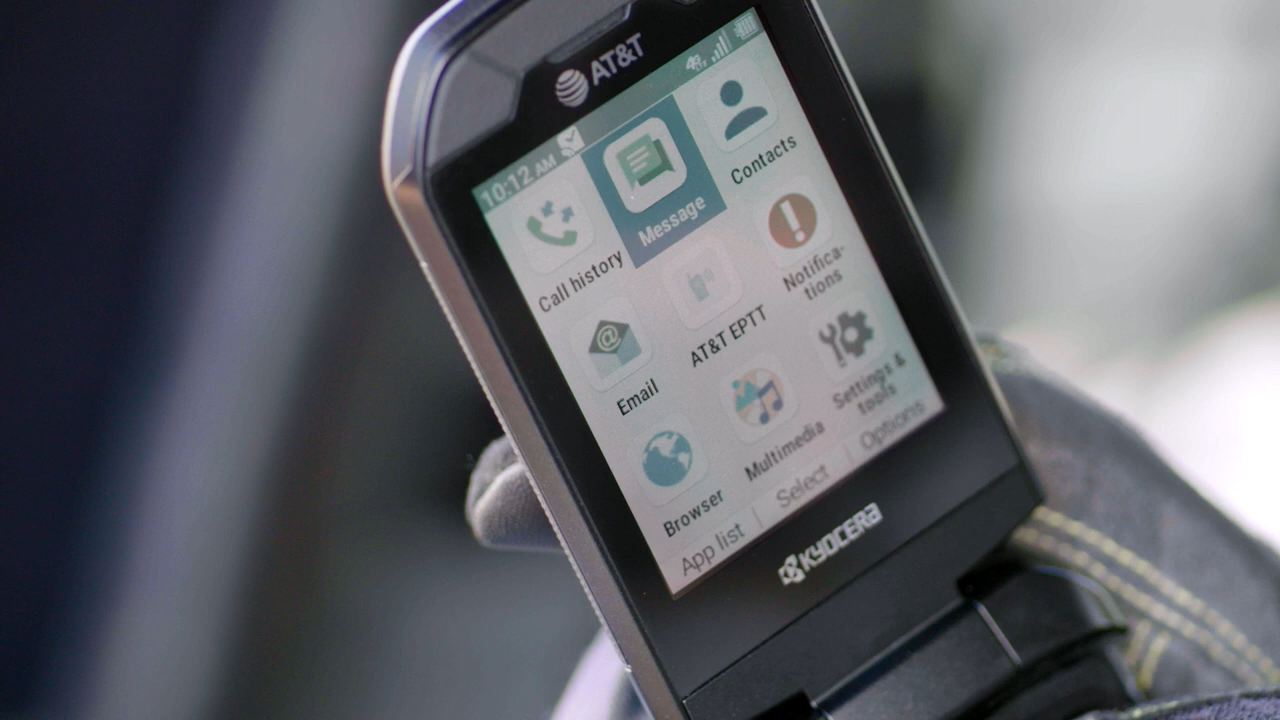 AT&T
10:12 AM
4G LTE
Call history
Message
Contacts
Email
AT&T EPTT
Notifica-
tions
Browser
Multimedia
Settings &
tools
App list
Select
Options
KYOCERA